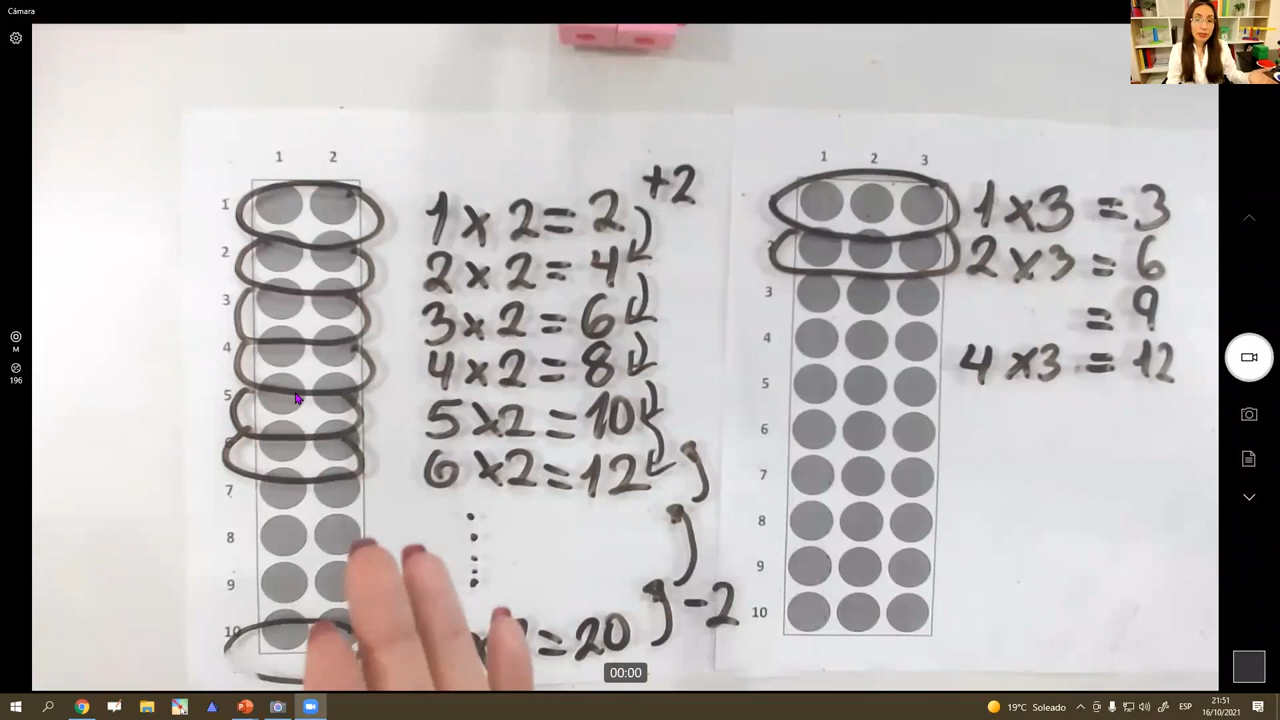 Cámara
M
196
1 2
1
2
3
4
5
7
8
9
10
1 x 2 = 2
+2
2 x 2 = 4
3 x 2 = 6
4 x 2 = 8
5 x 2 = 10
6 x 2 = 12
= 20
-2
1 2 3
3
4
5
6
7
8
9
10
1 x 3 = 3
2 x 3 = 6
= 9
4 x 3 = 12
00:00
19°C Soleado
ESP
21:51
16/10/2021